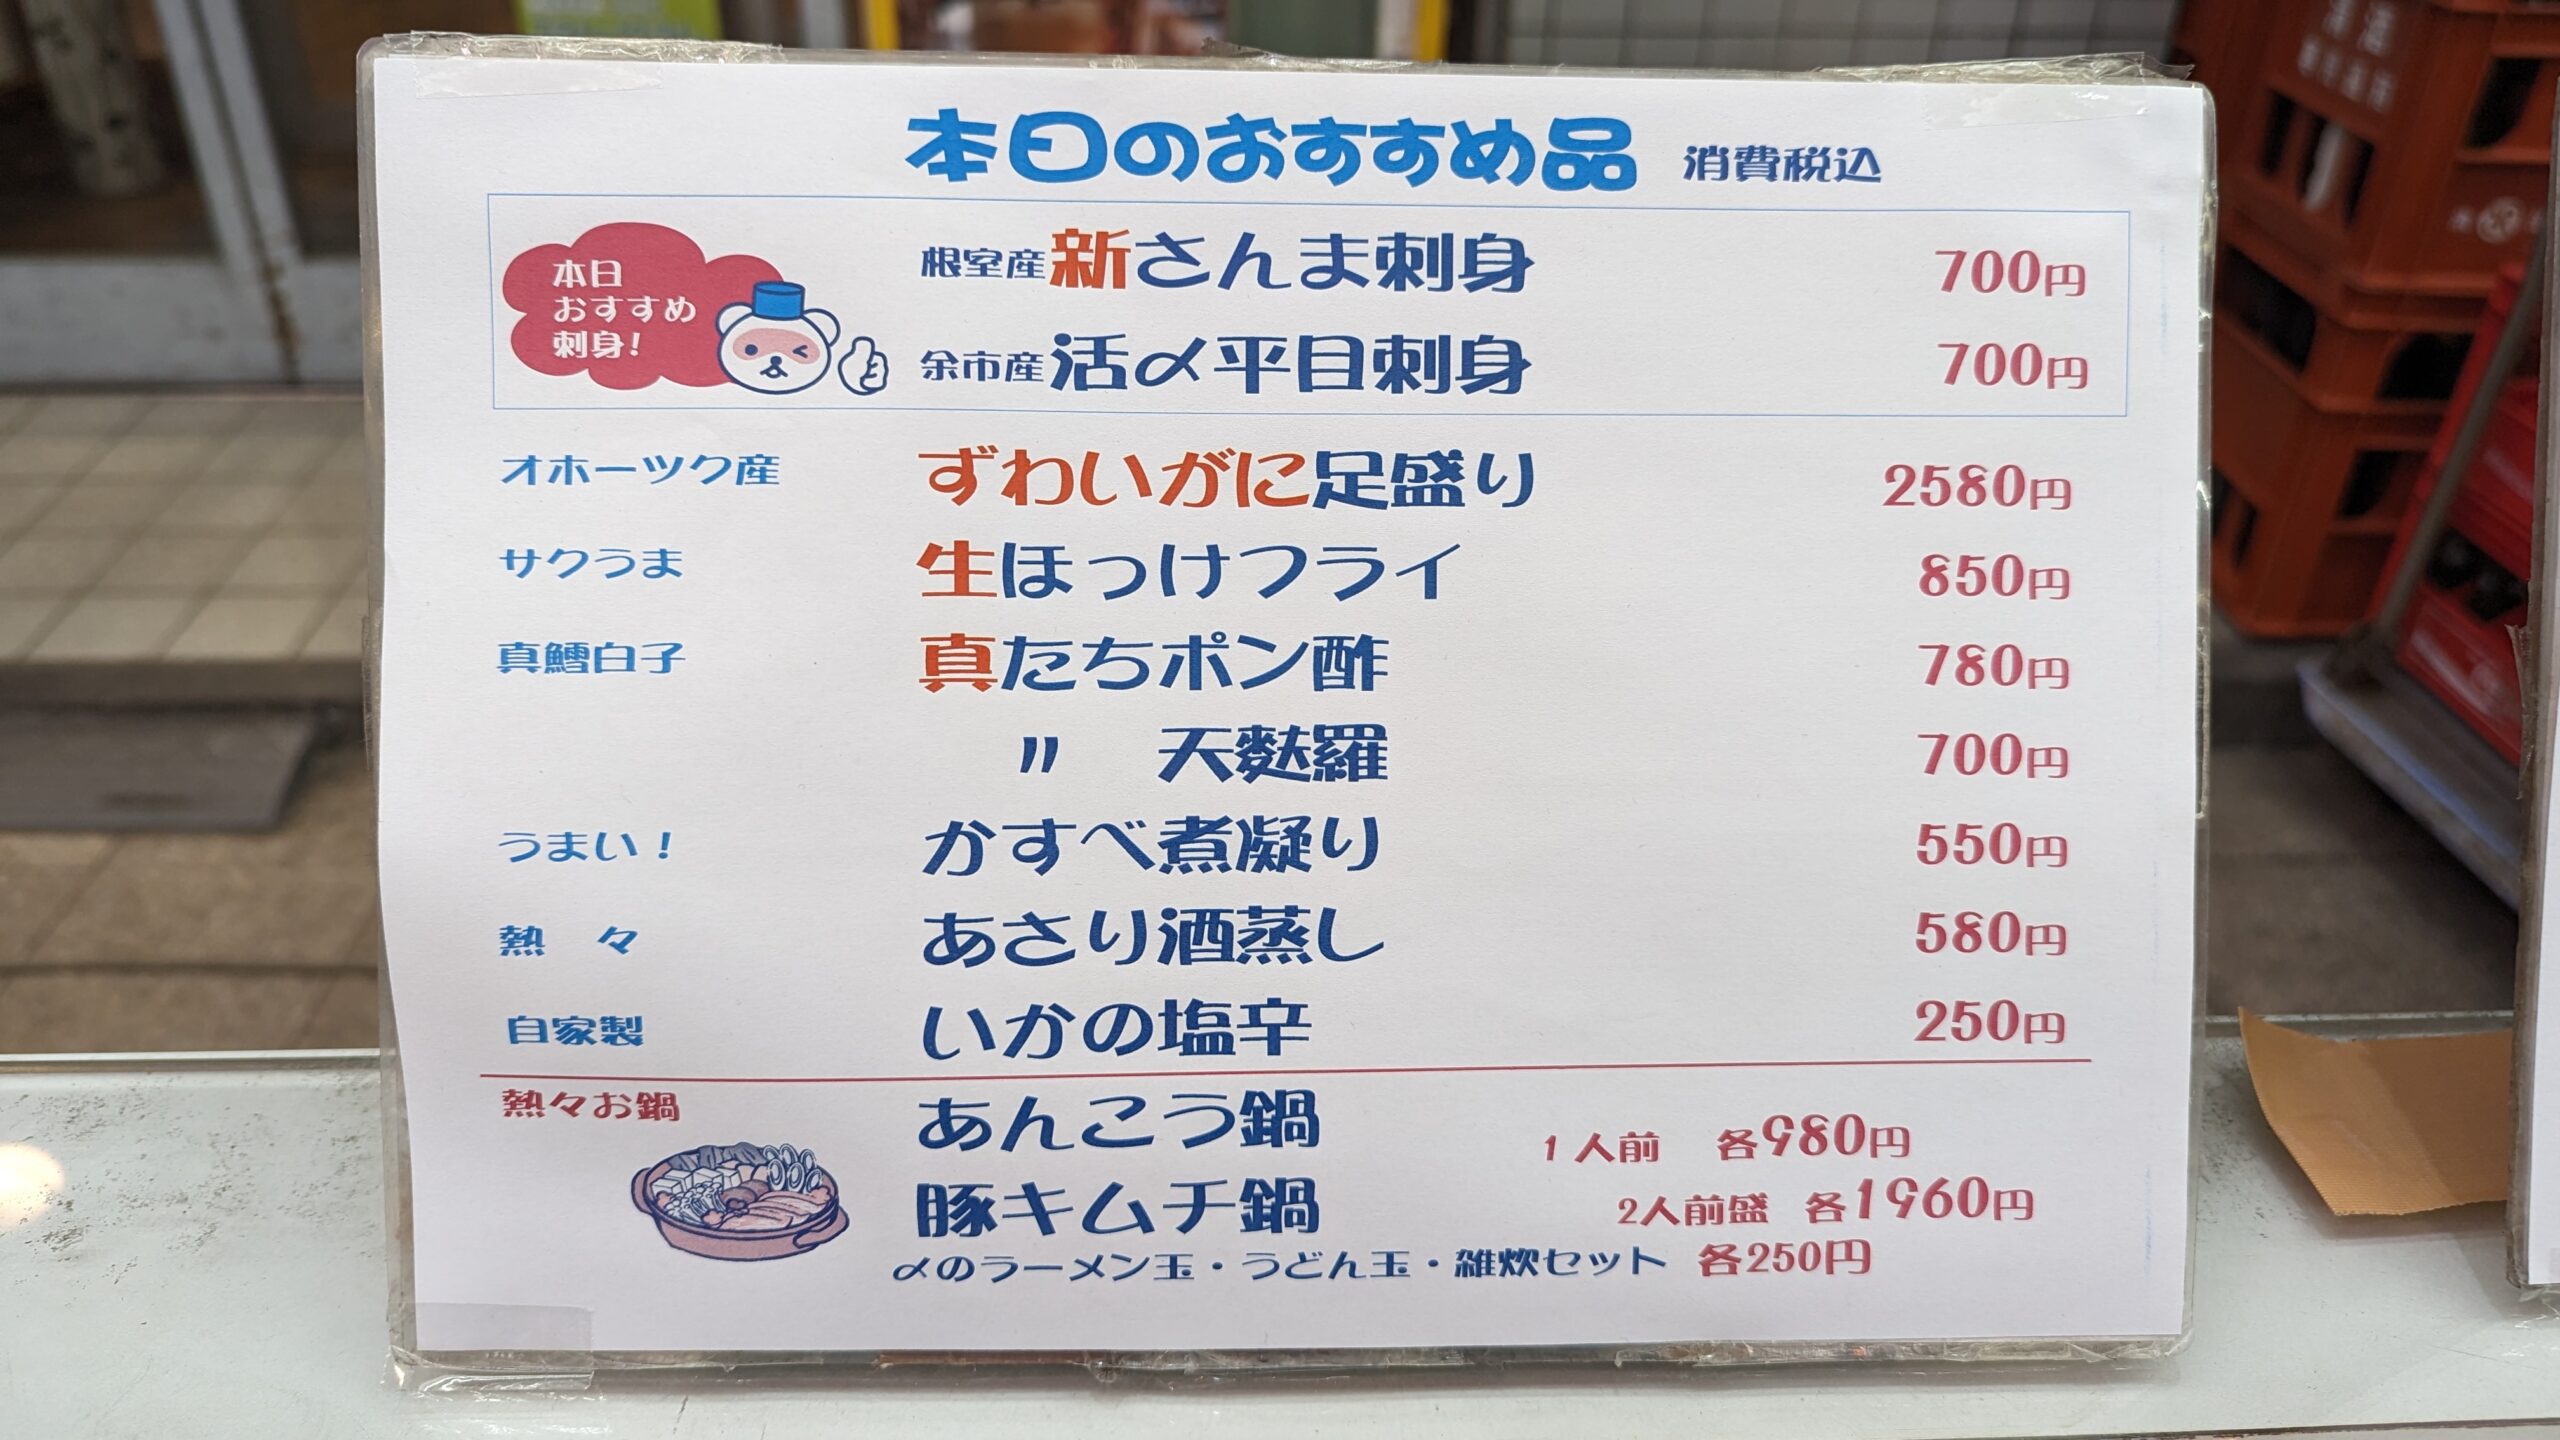 本日のおすすめ品 消費税込
本日
おすすめ
刺身！
根室産新さんま刺身 700円
余市産活〆平目刺身 700円
オホーツク産 ずわいがに足盛り 2580円
サクうま 生ほっけフライ 850円
真鱈白子 真たちポン酢 780円
〃 天麩羅 700円
うまい！ かすべ煮凝り 550円
熱々 あさり酒蒸し 580円
自家製 いかの塩辛 250円
熱々お鍋 あんこう鍋 1人前 各980円
豚キムチ鍋 2人前盛 各1960円
〆のラーメン玉・うどん玉・雑炊セット 各250円